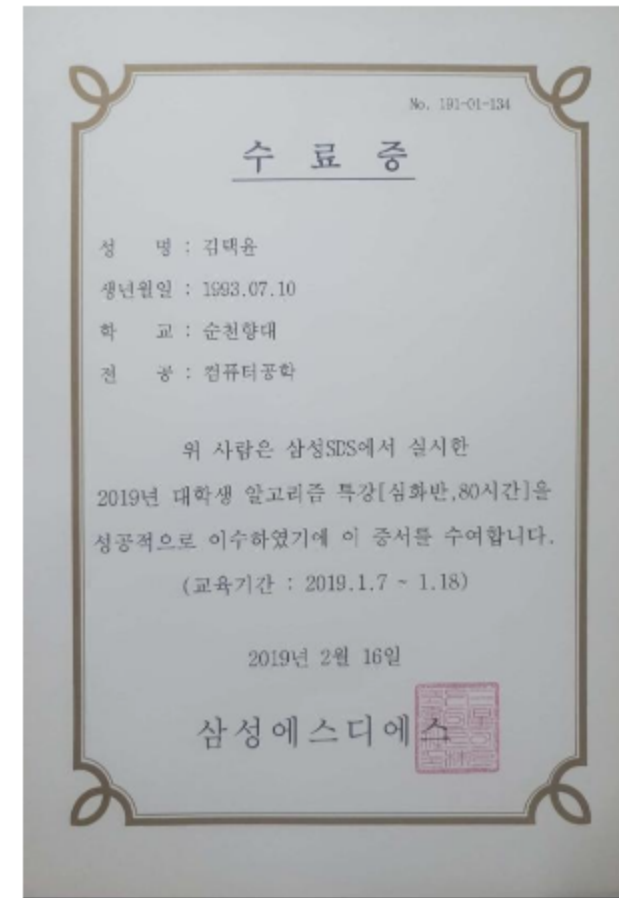 No. 191-01-134
수 료 증
성 명 : 김택윤
생년월일 : 1993.07.10
학 교 : 순천향대
전 공 : 컴퓨터공학
위 사람은 삼성SDS에서 실시한
2019년 대학생 알고리즘 특강[심화반,80시간]을
성공적으로 이수하였기에 이 증서를 수여합니다.
(교육기간 : 2019.1.7 ~ 1.18)
2019년 2월 16일
삼성에스디에스